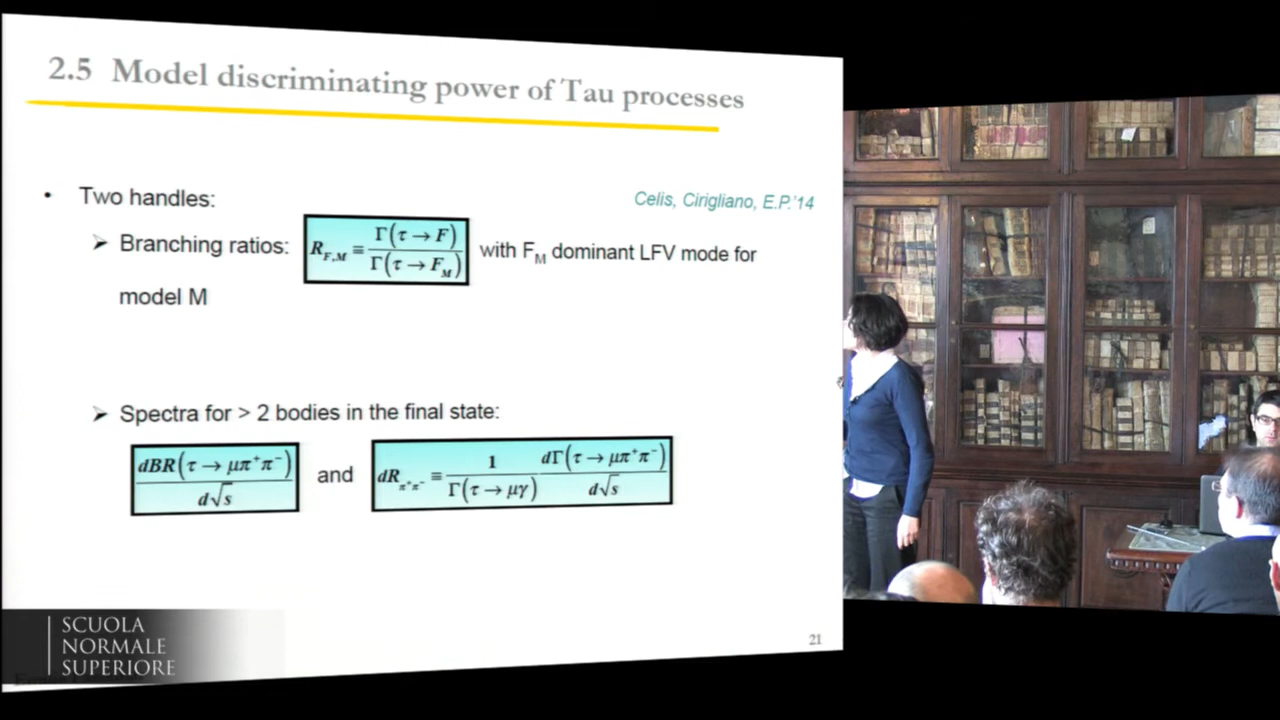 2.5 Model discriminating power of Tau processes
• Two handles:
Celis, Cirigliano, E.P.'14
➢ Branching ratios: R_{F,M} ≡ Γ(τ → F) / Γ(τ → F_M) with F_M dominant LFV mode for
model M
➢ Spectra for > 2 bodies in the final state:
dBR(τ → μπ⁺π⁻) / d√s and dR_{π⁺π⁻} ≡ 1 / Γ(τ → μγ) dΓ(τ → μπ⁺π⁻) / d√s
SCUOLA
NORMALE
SUPERIORE
21